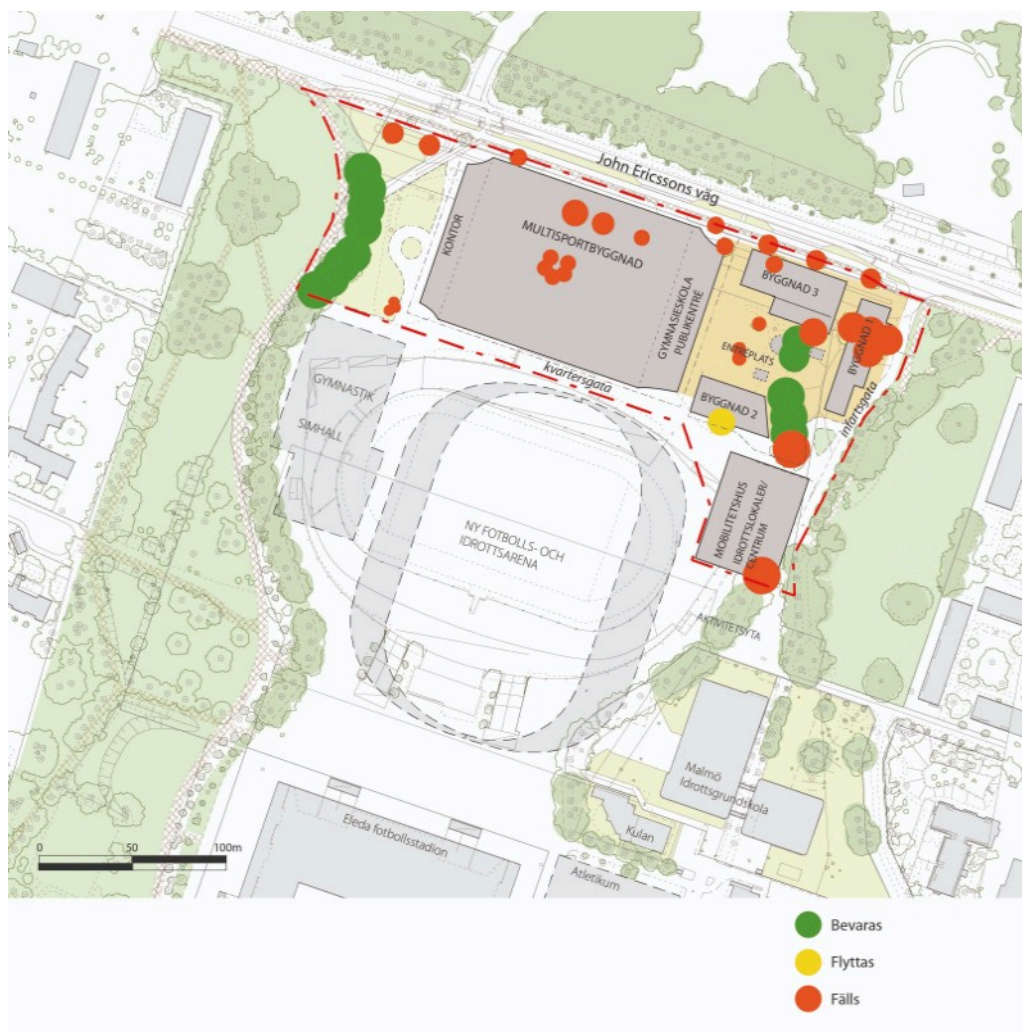 John Ericssons väg
KONTOR
MULTISPORTBYGGNAD
GYMNASIESKOLA
PUBLIKENTRÉ
BYGGNAD 3
BYGGNAD 1
ENTRÉPLATS
BYGGNAD 2
kvartersgata
infartsgata
GYMNASTIK
SIMHALL
MOBILITETSHUS
IDROTTSLOKALER/
CENTRUM
NY FOTBOLLS- OCH
IDROTTSARENA
AKTIVITETSYTA
Malmö
Idrottsgrundskola
Kulan
Eleda fotbollsstadion
Atletikum
0 50 100m
Bevaras
Flyttas
Fälls